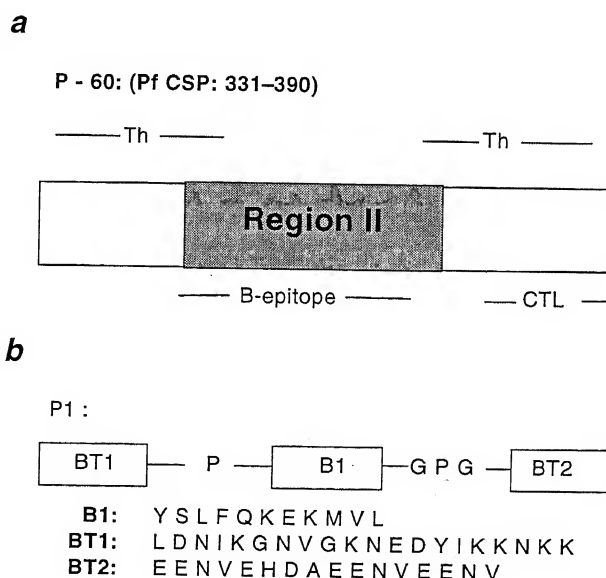 a
P - 60: (Pf CSP: 331–390)
Th Th
Region II
B-epitope CTL
b
P1 :
BT1 P B1 G P G BT2
B1: Y S L F Q K E K M V L
BT1: L D N I K G N V G K N E D Y I K K N K K
BT2: E E N V E H D A E E N V E E N V